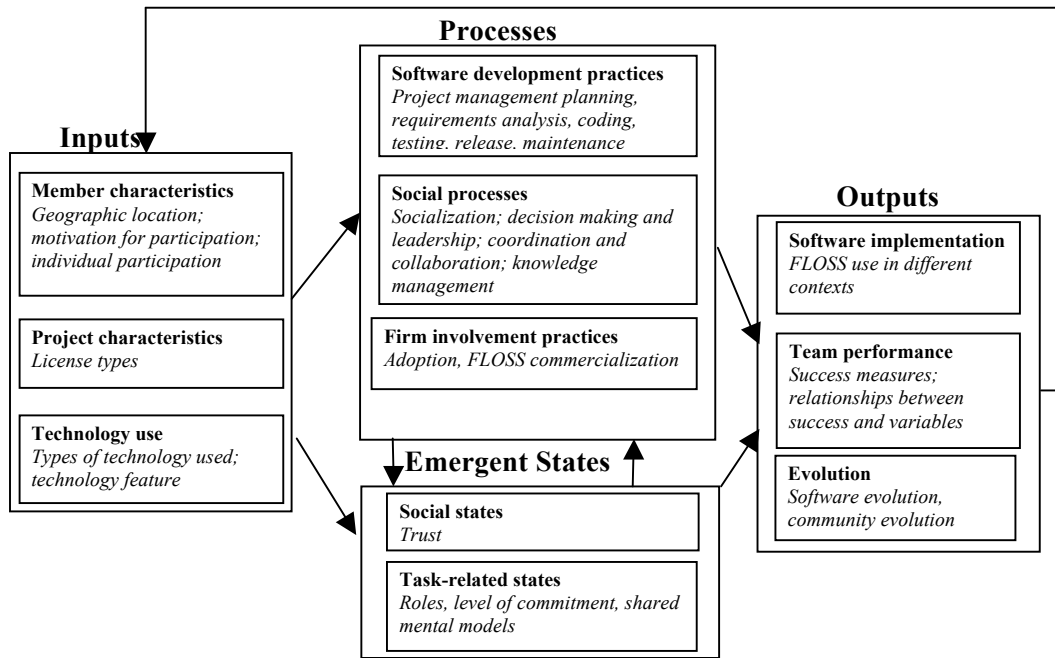 Processes
Software development practices
Project management planning,
requirements analysis, coding,
testing, release, maintenance
Social processes
Socialization; decision making and
leadership; coordination and
collaboration; knowledge
management
Firm involvement practices
Adoption, FLOSS commercialization
Inputs
Member characteristics
Geographic location;
motivation for participation;
individual participation
Project characteristics
License types
Technology use
Types of technology used;
technology feature
Emergent States
Social states
Trust
Task-related states
Roles, level of commitment, shared
mental models
Outputs
Software implementation
FLOSS use in different
contexts
Team performance
Success measures;
relationships between
success and variables
Evolution
Software evolution,
community evolution